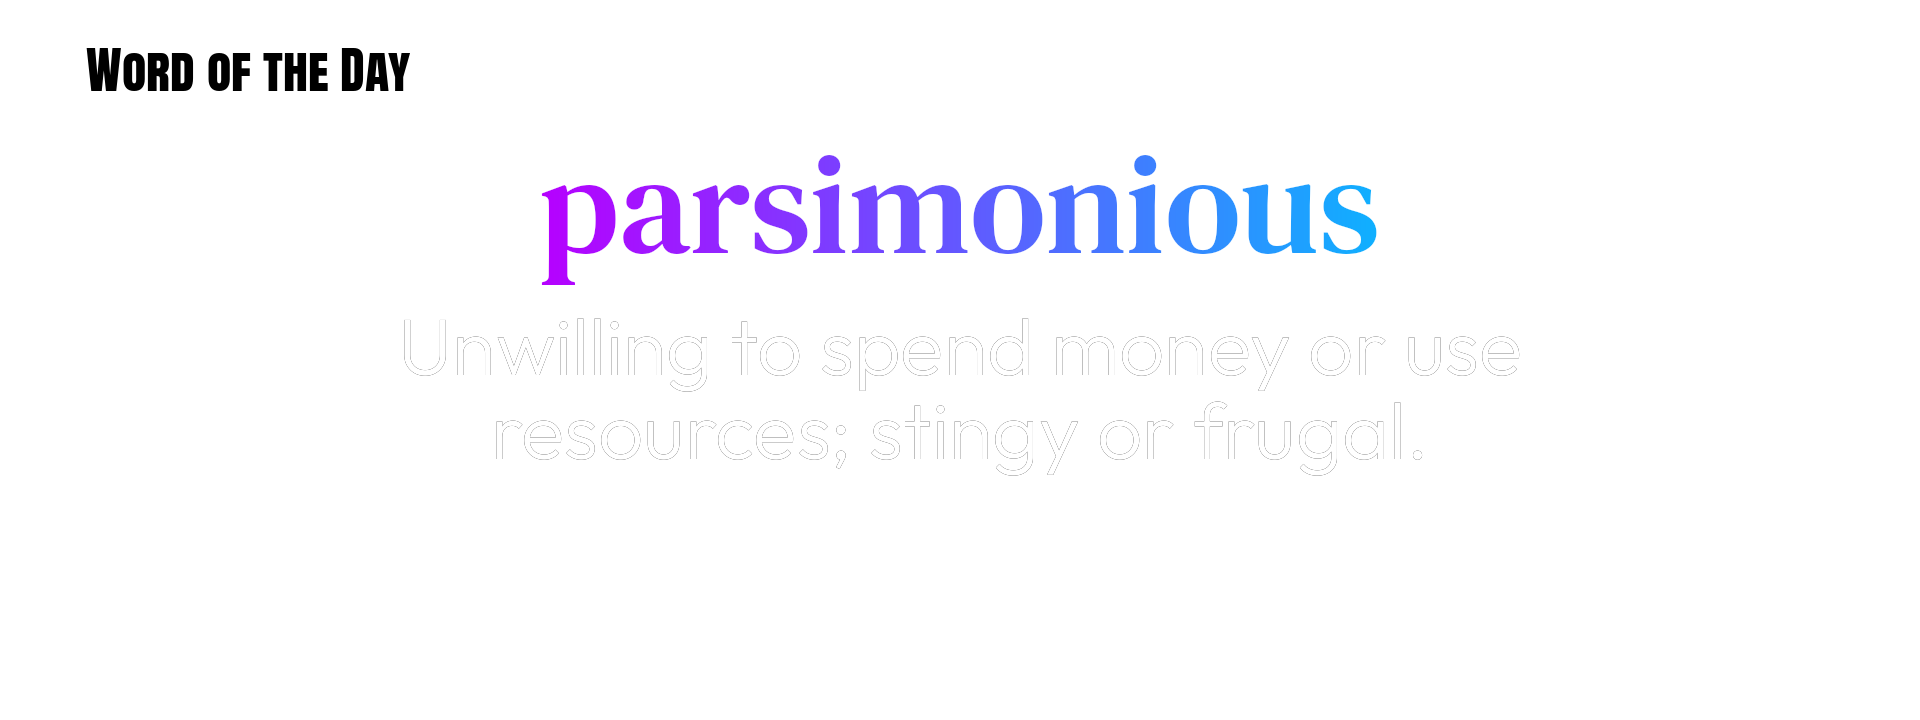 Word of the Day
parsimonious
Unwilling to spend money or use
resources; stingy or frugal.